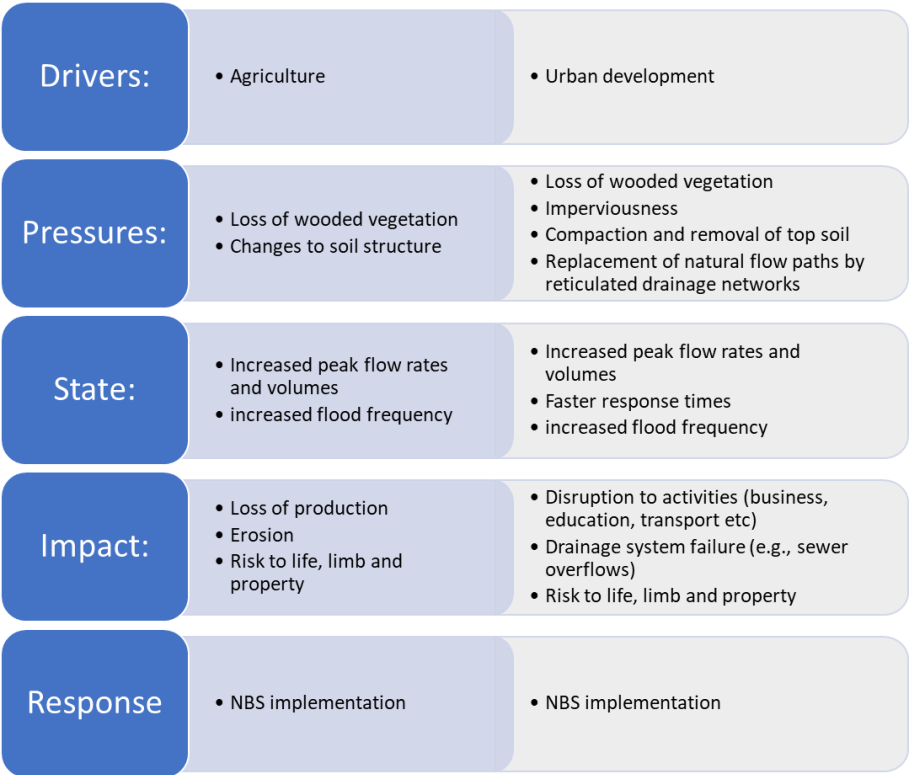 Drivers:
• Agriculture
• Urban development
Pressures:
• Loss of wooded vegetation
• Changes to soil structure
• Loss of wooded vegetation
• Imperviousness
• Compaction and removal of top soil
• Replacement of natural flow paths by
reticulated drainage networks
State:
• Increased peak flow rates
and volumes
• increased flood frequency
• Increased peak flow rates and
volumes
• Faster response times
• increased flood frequency
Impact:
• Loss of production
• Erosion
• Risk to life, limb and
property
• Disruption to activities (business,
education, transport etc)
• Drainage system failure (e.g., sewer
overflows)
• Risk to life, limb and property
Response
• NBS implementation
• NBS implementation